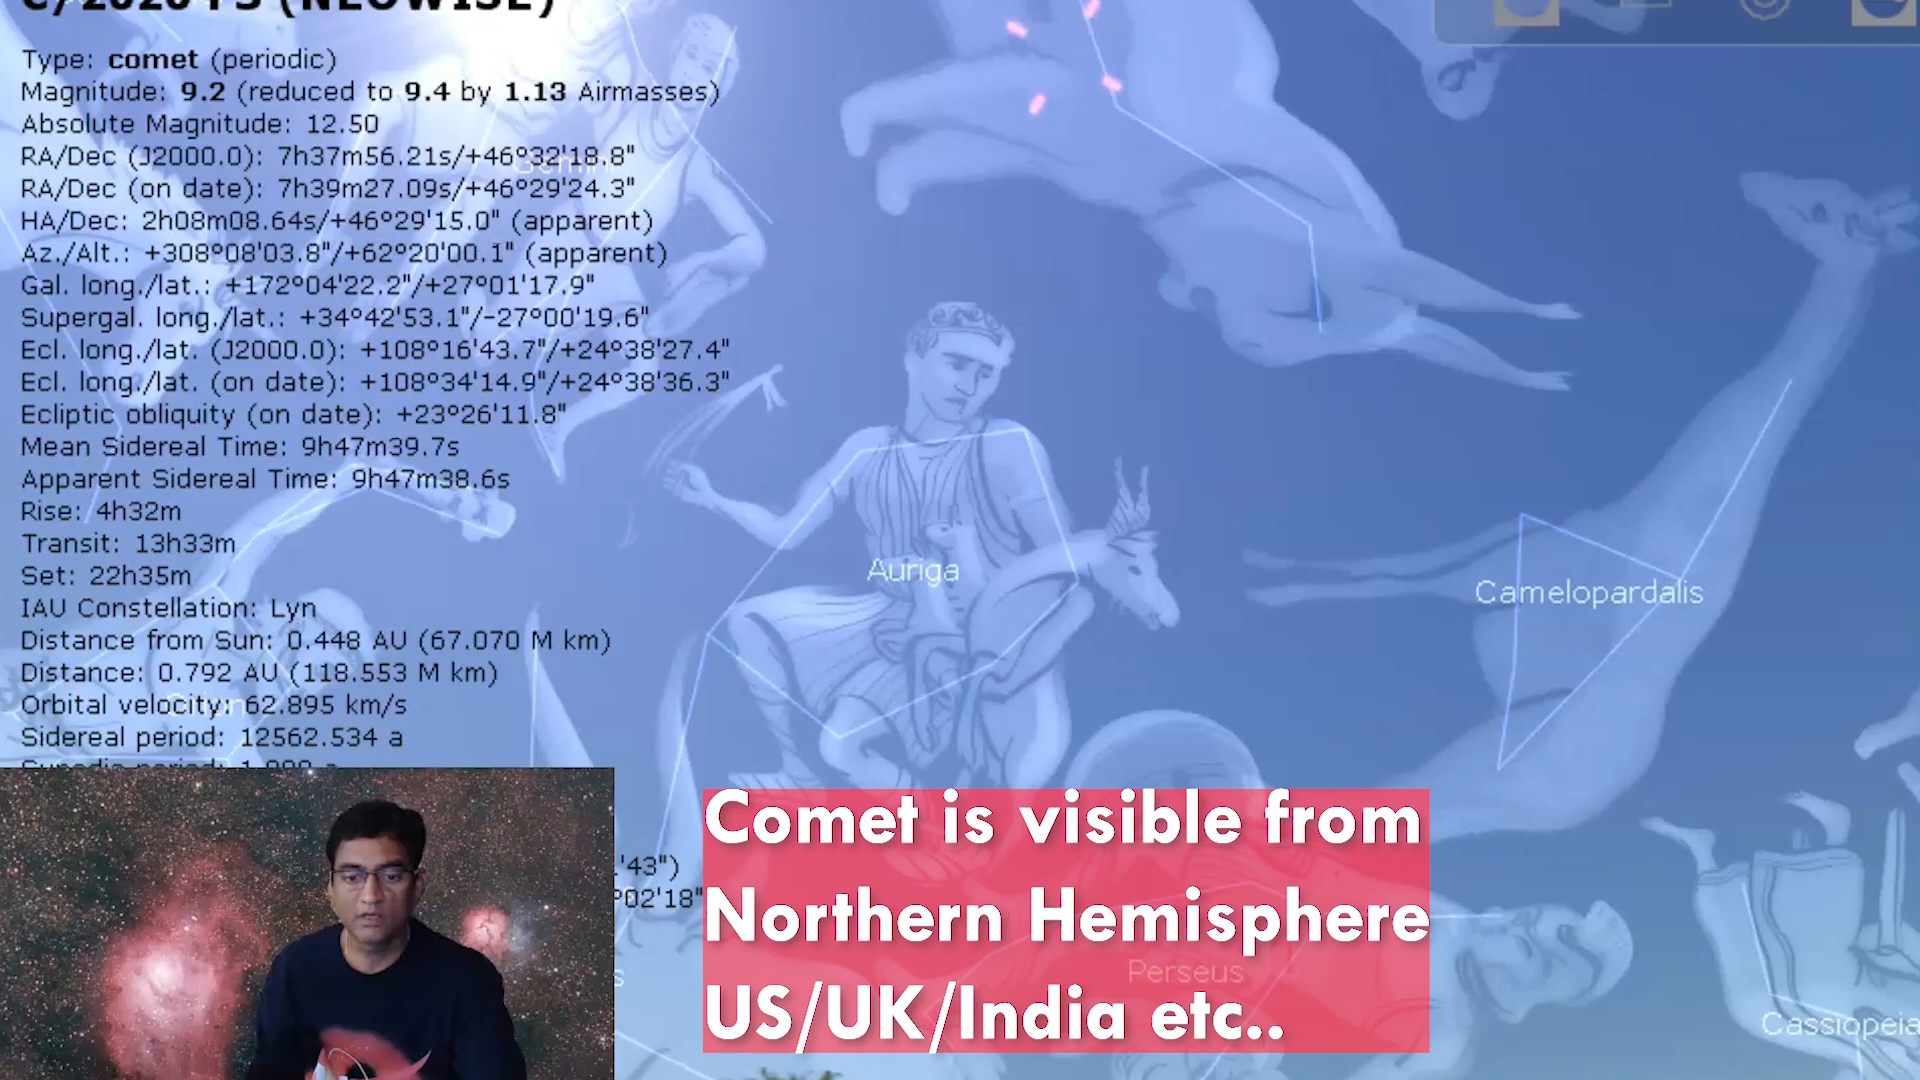 C/2020 F3 (NEOWISE)
Type: comet (periodic)
Magnitude: 9.2 (reduced to 9.4 by 1.13 Airmasses)
Absolute Magnitude: 12.50
RA/Dec (J2000.0): 7h37m56.21s/+46°32'18.8"
RA/Dec (on date): 7h39m27.09s/+46°29'24.3"
HA/Dec: 2h08m08.64s/+46°29'15.0" (apparent)
Az./Alt.: +308°08'03.8"/+62°20'00.1" (apparent)
Gal. long./lat.: +172°04'22.2"/+27°01'17.9"
Supergal. long./lat.: +34°42'53.1"/-27°00'19.6"
Ecl. long./lat. (J2000.0): +108°16'43.7"/+24°38'27.4"
Ecl. long./lat. (on date): +108°34'14.9"/+24°38'36.3"
Ecliptic obliquity (on date): +23°26'11.8"
Mean Sidereal Time: 9h47m39.7s
Apparent Sidereal Time: 9h47m38.6s
Rise: 4h32m
Transit: 13h33m
Set: 22h35m
IAU Constellation: Lyn
Distance from Sun: 0.448 AU (67.070 M km)
Distance: 0.792 AU (118.553 M km)
Orbital velocity: 62.895 km/s
Sidereal period: 12562.534 a
'43")
°02'18"
Gemini
Auriga
Camelopardalis
Perseus
Cassiopeia
Comet is visible from
Northern Hemisphere
US/UK/India etc..